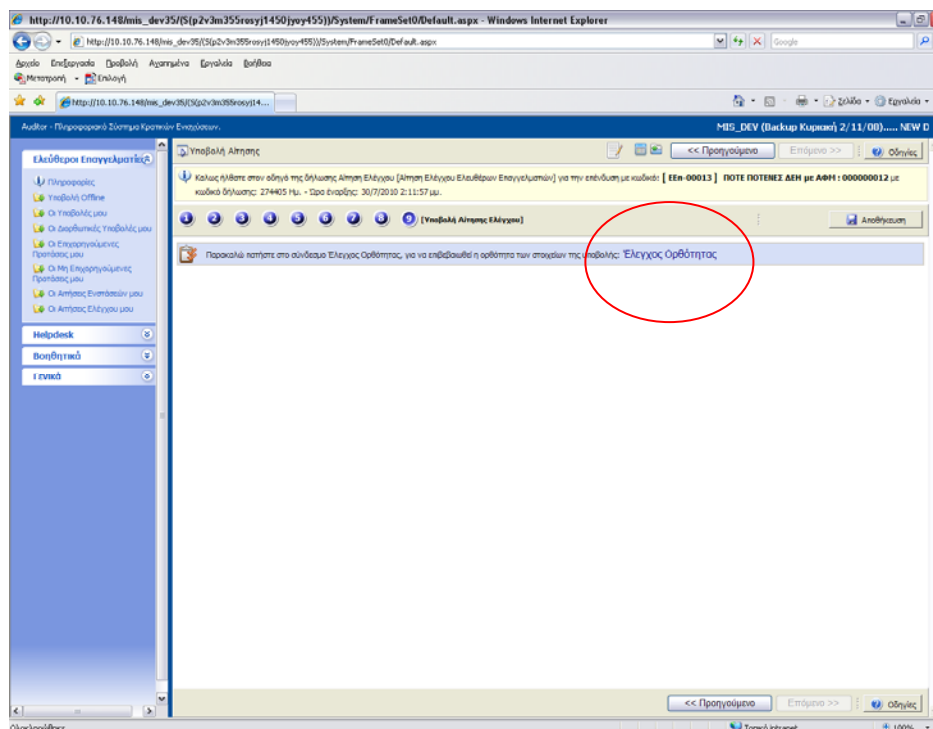 http://10.10.76.148/mis_dev35/(S(p2v3m355rosyj1450jyoy455))/System/FrameSet0/Default.aspx - Windows Internet Explorer
http://10.10.76.148/mis_dev35/(S(p2v3m355rosyj1450jyoy455))/System/FrameSet0/Default.aspx
Google
Αρχείο Επεξεργασία Προβολή Αγαπημένα Εργαλεία Βοήθεια
Μετατροπή Επιλογή
http://10.10.76.148/mis_dev35/(S(p2v3m355rosyj14...
Σελίδα Εργαλεία
Auditor - Πληροφοριακό Σύστημα Κρατικών Ενισχύσεων.
MIS_DEV (Backup Κυριακή 2/11/08)..... NEW D
Ελεύθεροι Επαγγελματίες
Πληροφορίες
Υποβολή Offline
Οι Υποβολές μου
Οι Διορθωτικές Υποβολές μου
Οι Επιχορηγούμενες Προτάσεις μου
Οι Μη Επιχορηγούμενες Προτάσεις μου
Οι Αιτήσεις Ενστάσεών μου
Οι Αιτήσεις Ελέγχου μου
Helpdesk
Βοηθητικά
Γενικά
Υποβολή Αίτησης
<< Προηγούμενο Επόμενο >> Οδηγίες
Καλως ήλθατε στον οδηγό της δήλωσης Αίτηση Ελέγχου [Αίτηση Ελέγχου Ελευθέρων Επαγγελματιών] για την επένδυση με κωδικό: [ ΕΕπ-00013 ] ΠΟΤΕ ΠΟΤΕΝΕΣ ΔΕΗ με ΑΦΜ : 000000012 με
κωδικό δήλωσης: 274405 Ημ. - Ώρα έναρξης: 30/7/2010 2:11:57 μμ.
1 2 3 4 5 6 7 8 9 [Υποβολή Αίτησης Ελέγχου]
Αποθήκευση
Παρακαλώ πατήστε στο σύνδεσμο Έλεγχος Ορθότητας, για να επιβεβαιωθεί η ορθότητα των στοιχείων της υποβολής: Έλεγχος Ορθότητας
<< Προηγούμενο Επόμενο >> Οδηγίες
Ολοκληρώθηκε
Τοπικό intranet
100%